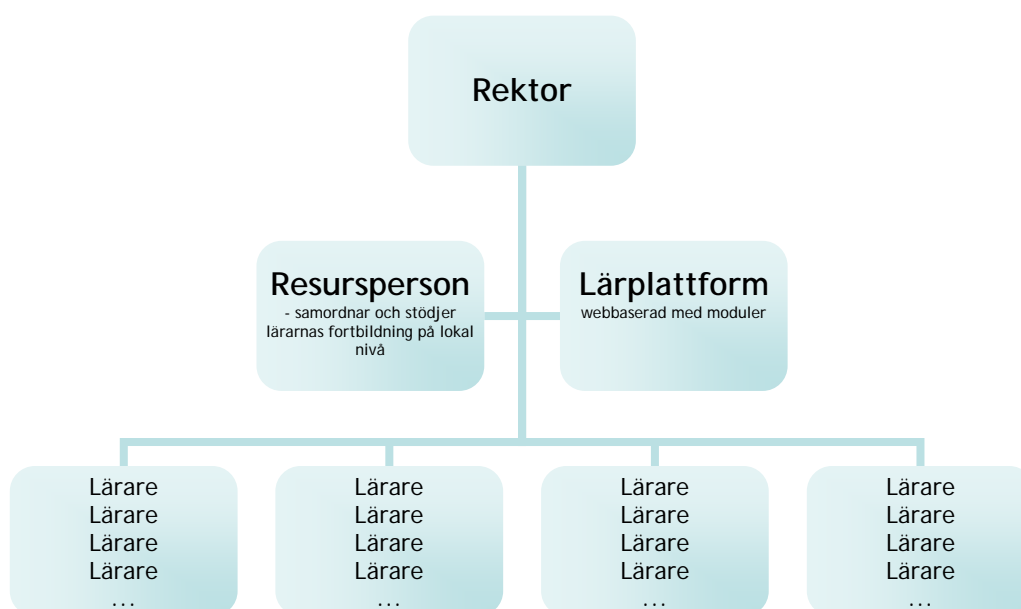 Rektor
Resursperson
- samordnar och stödjer
lärarnas fortbildning på lokal
nivå
Lärplattform
webbaserad med moduler
Lärare
Lärare
Lärare
Lärare
...
Lärare
Lärare
Lärare
Lärare
...
Lärare
Lärare
Lärare
Lärare
...
Lärare
Lärare
Lärare
Lärare
...